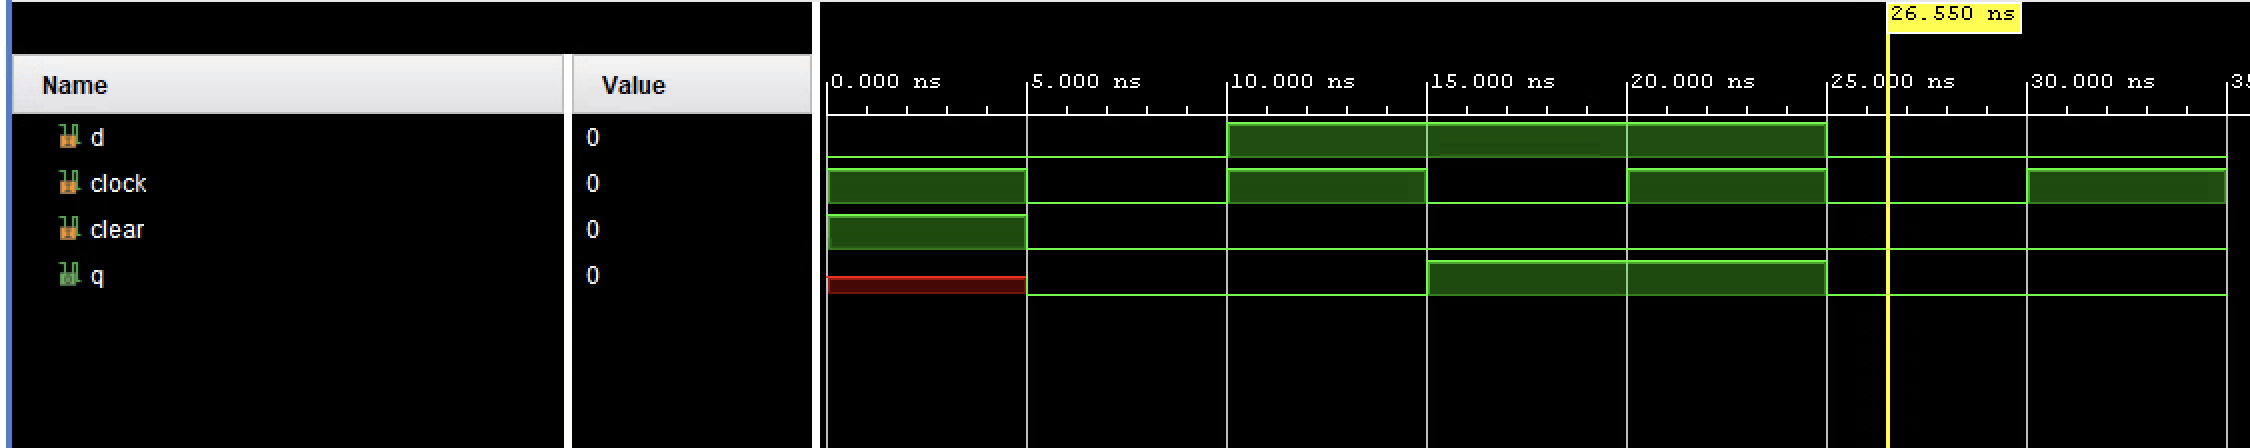 26.550 ns
Name Value
0.000 ns 5.000 ns 10.000 ns 15.000 ns 20.000 ns 25.000 ns 30.000 ns 35
d 0
clock 0
clear 0
q 0